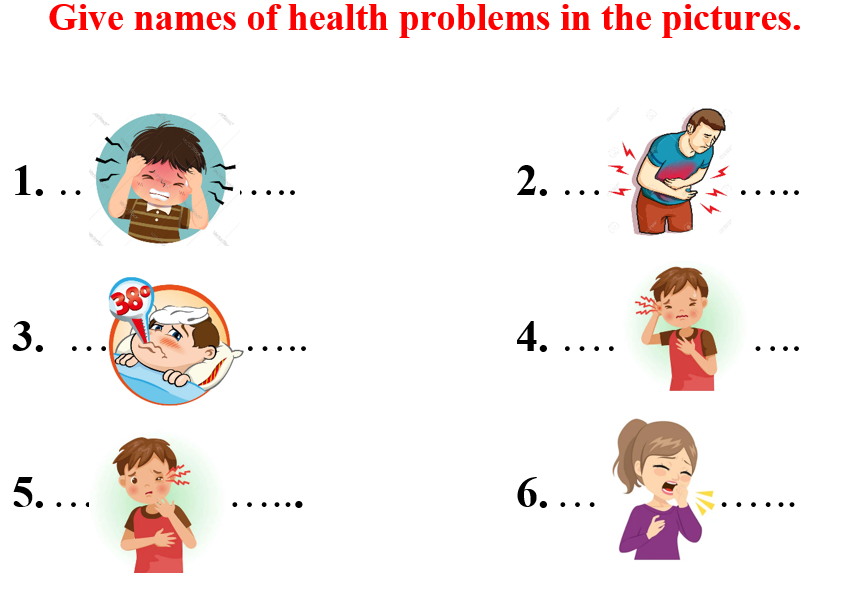 Give names of health problems in the pictures.
1. .. ..... 2. ... .....
3. ... 38° ..... 4. .... ....
5. ... ...... 6. ... ......